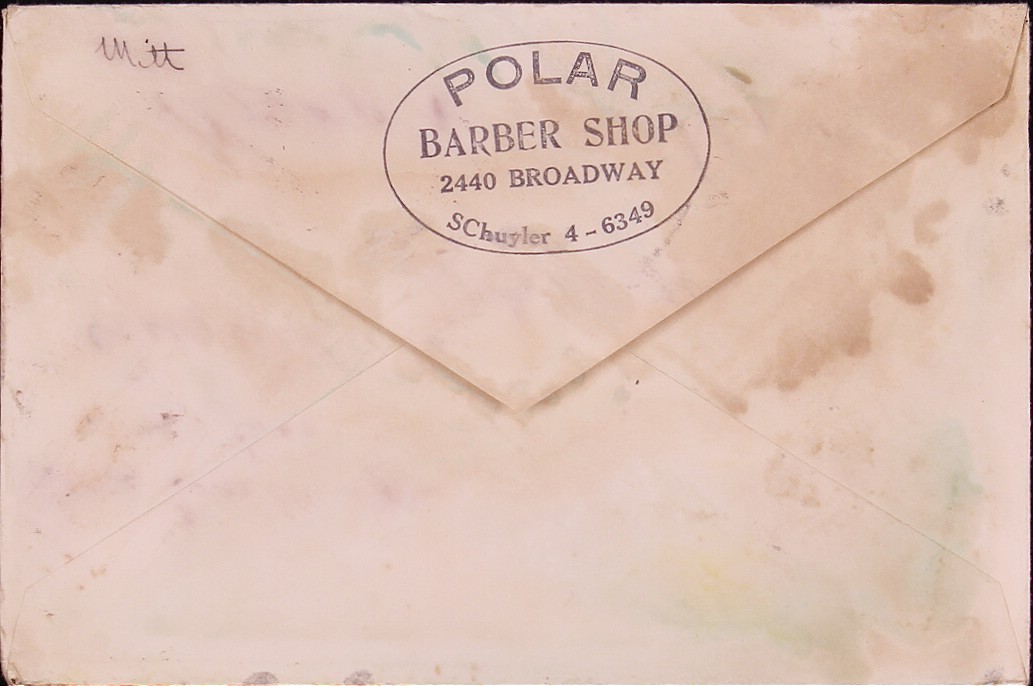 Mitt
POLAR
BARBER SHOP
2440 BROADWAY
SChuyler 4-6349